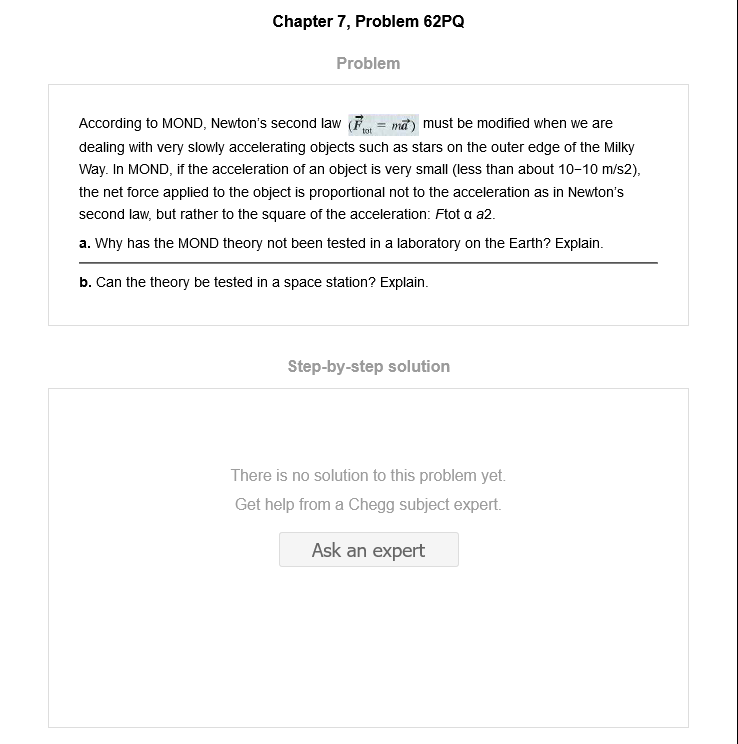 Chapter 7, Problem 62PQ
Problem
According to MOND, Newton's second law (F⃗tot = ma⃗) must be modified when we are
dealing with very slowly accelerating objects such as stars on the outer edge of the Milky
Way. In MOND, if the acceleration of an object is very small (less than about 10−10 m/s2),
the net force applied to the object is proportional not to the acceleration as in Newton's
second law, but rather to the square of the acceleration: Ftot α a2.
a. Why has the MOND theory not been tested in a laboratory on the Earth? Explain.
b. Can the theory be tested in a space station? Explain.
Step-by-step solution
There is no solution to this problem yet.
Get help from a Chegg subject expert.
Ask an expert